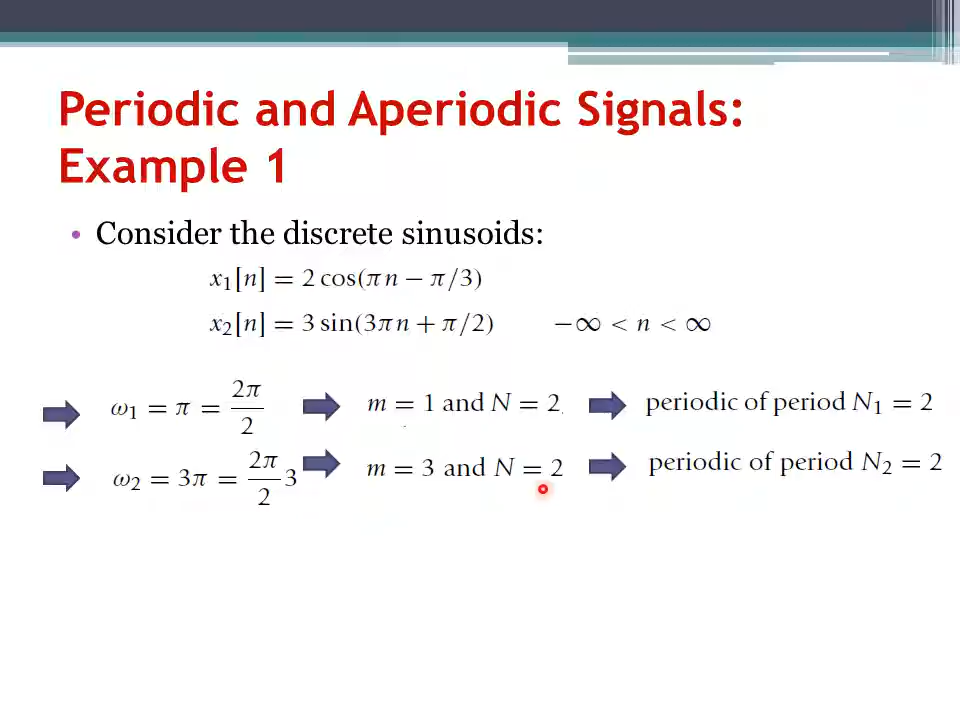 Periodic and Aperiodic Signals:
Example 1
• Consider the discrete sinusoids:
x₁[n] = 2 cos(πn − π/3)
x₂[n] = 3 sin(3πn + π/2) −∞ < n < ∞
ω₁ = π = 2π/2 m = 1 and N = 2 periodic of period N₁ = 2
ω₂ = 3π = 2π/2 3 m = 3 and N = 2 periodic of period N₂ = 2